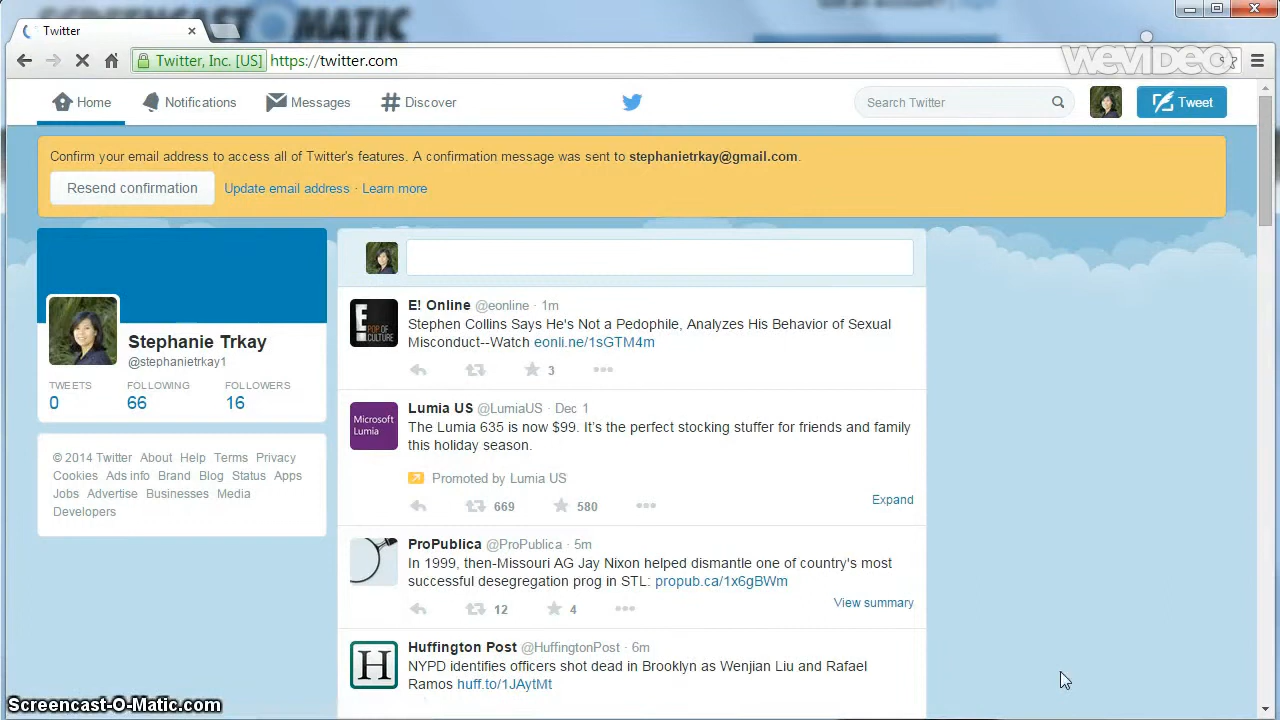 Twitter
Twitter, Inc. [US] https://twitter.com
WeVideo
Home Notifications Messages Discover Search Twitter Tweet
Confirm your email address to access all of Twitter's features. A confirmation message was sent to stephanietrkay@gmail.com.
Resend confirmation Update email address · Learn more
Stephanie Trkay
@stephanietrkay1
TWEETS FOLLOWING FOLLOWERS
0 66 16
© 2014 Twitter About Help Terms Privacy
Cookies Ads info Brand Blog Status Apps
Jobs Advertise Businesses Media
Developers
E! Online @eonline · 1m
Stephen Collins Says He's Not a Pedophile, Analyzes His Behavior of Sexual
Misconduct--Watch eonli.ne/1sGTM4m
3
Microsoft
Lumia
Lumia US @LumiaUS · Dec 1
The Lumia 635 is now $99. It's the perfect stocking stuffer for friends and family
this holiday season.
Promoted by Lumia US
669 580 Expand
ProPublica @ProPublica · 5m
In 1999, then-Missouri AG Jay Nixon helped dismantle one of country's most
successful desegregation prog in STL: propub.ca/1x6gBWm
12 4 View summary
H
Huffington Post @HuffingtonPost · 6m
NYPD identifies officers shot dead in Brooklyn as Wenjian Liu and Rafael
Ramos huff.to/1JAytMt
Screencast-O-Matic.com